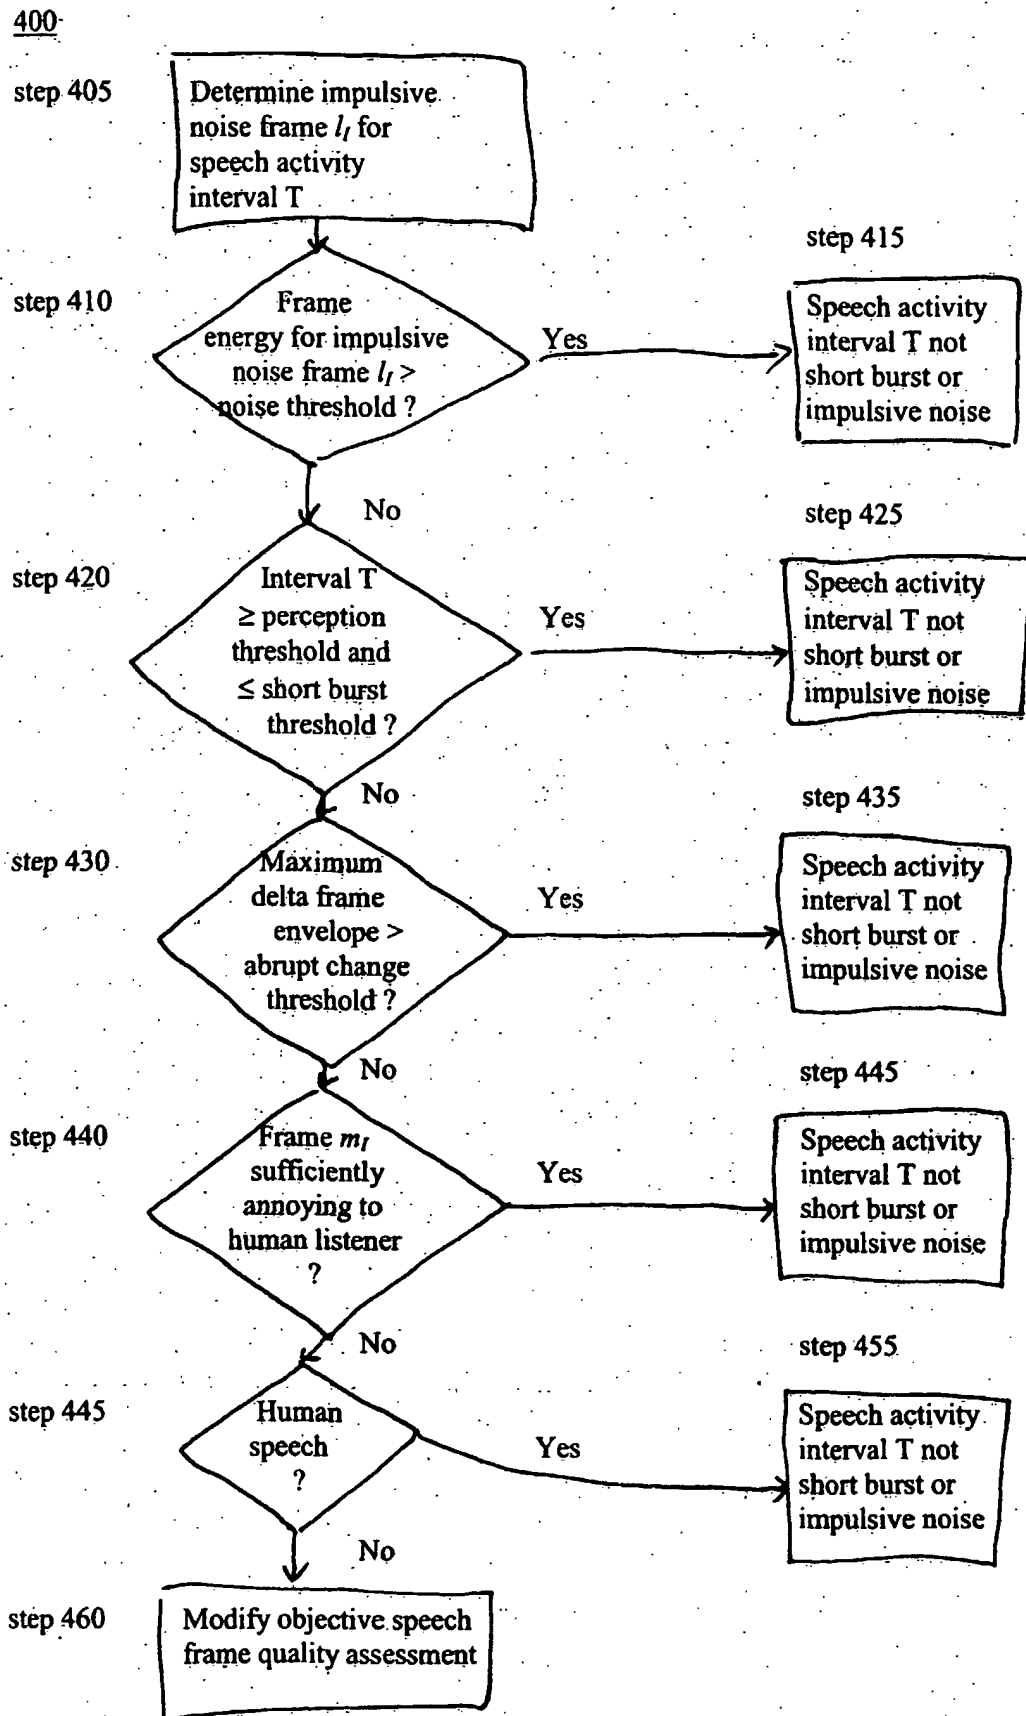 400
step 405
Determine impulsive
noise frame l_I for
speech activity
interval T
step 410
Frame
energy for impulsive
noise frame l_I >
noise threshold ?
Yes
step 415
Speech activity
interval T not
short burst or
impulsive noise
No
step 420
Interval T
≥ perception
threshold and
≤ short burst
threshold ?
Yes
step 425
Speech activity
interval T not
short burst or
impulsive noise
No
step 430
Maximum
delta frame
envelope >
abrupt change
threshold ?
Yes
step 435
Speech activity
interval T not
short burst or
impulsive noise
No
step 440
Frame m_I
sufficiently
annoying to
human listener
?
Yes
step 445
Speech activity
interval T not
short burst or
impulsive noise
No
step 445
Human
speech
?
Yes
step 455
Speech activity
interval T not
short burst or
impulsive noise
No
step 460
Modify objective speech
frame quality assessment